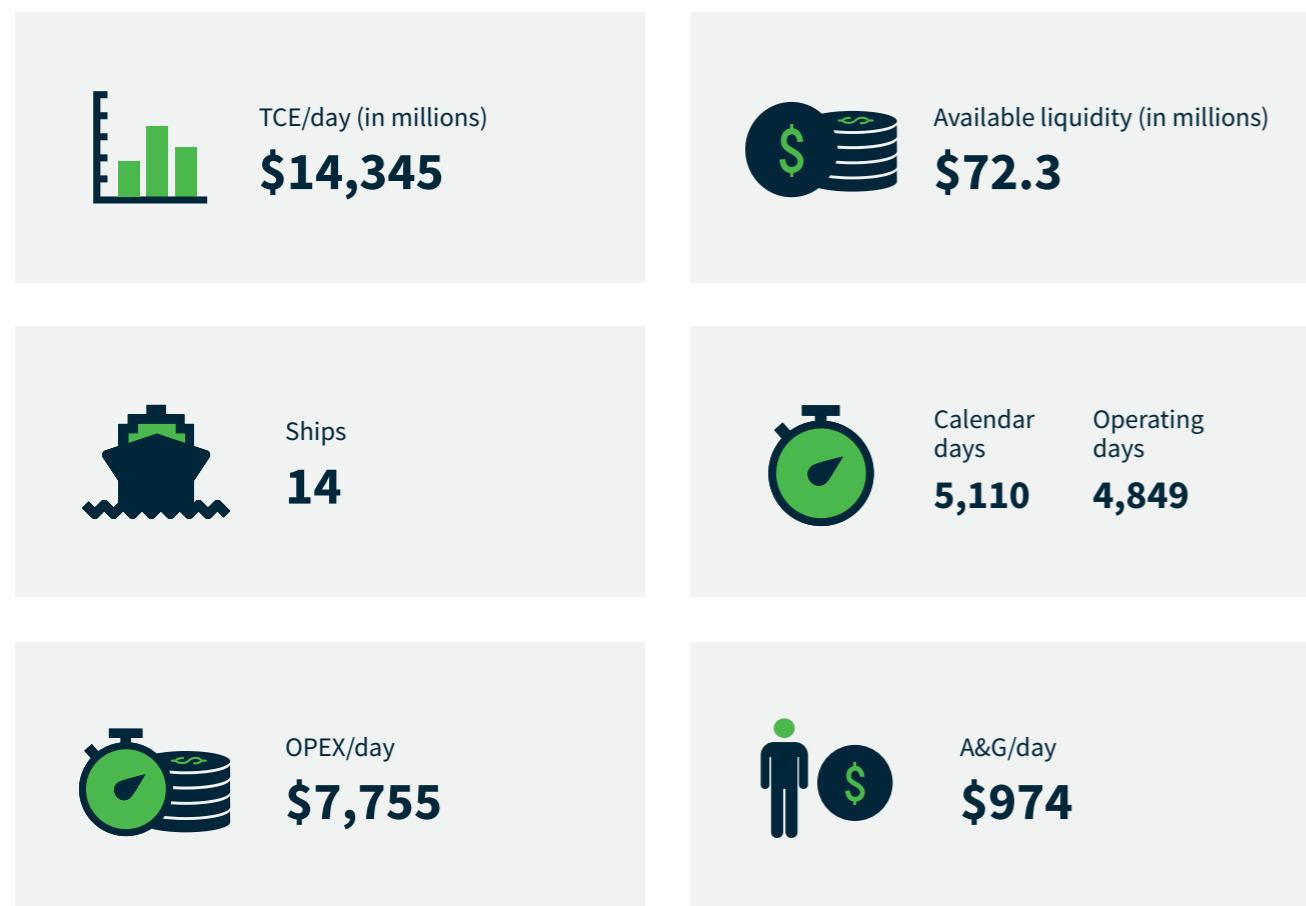 TCE/day (in millions)
$14,345
Available liquidity (in millions)
$72.3
Ships
14
Calendar
days
5,110
Operating
days
4,849
OPEX/day
$7,755
A&G/day
$974